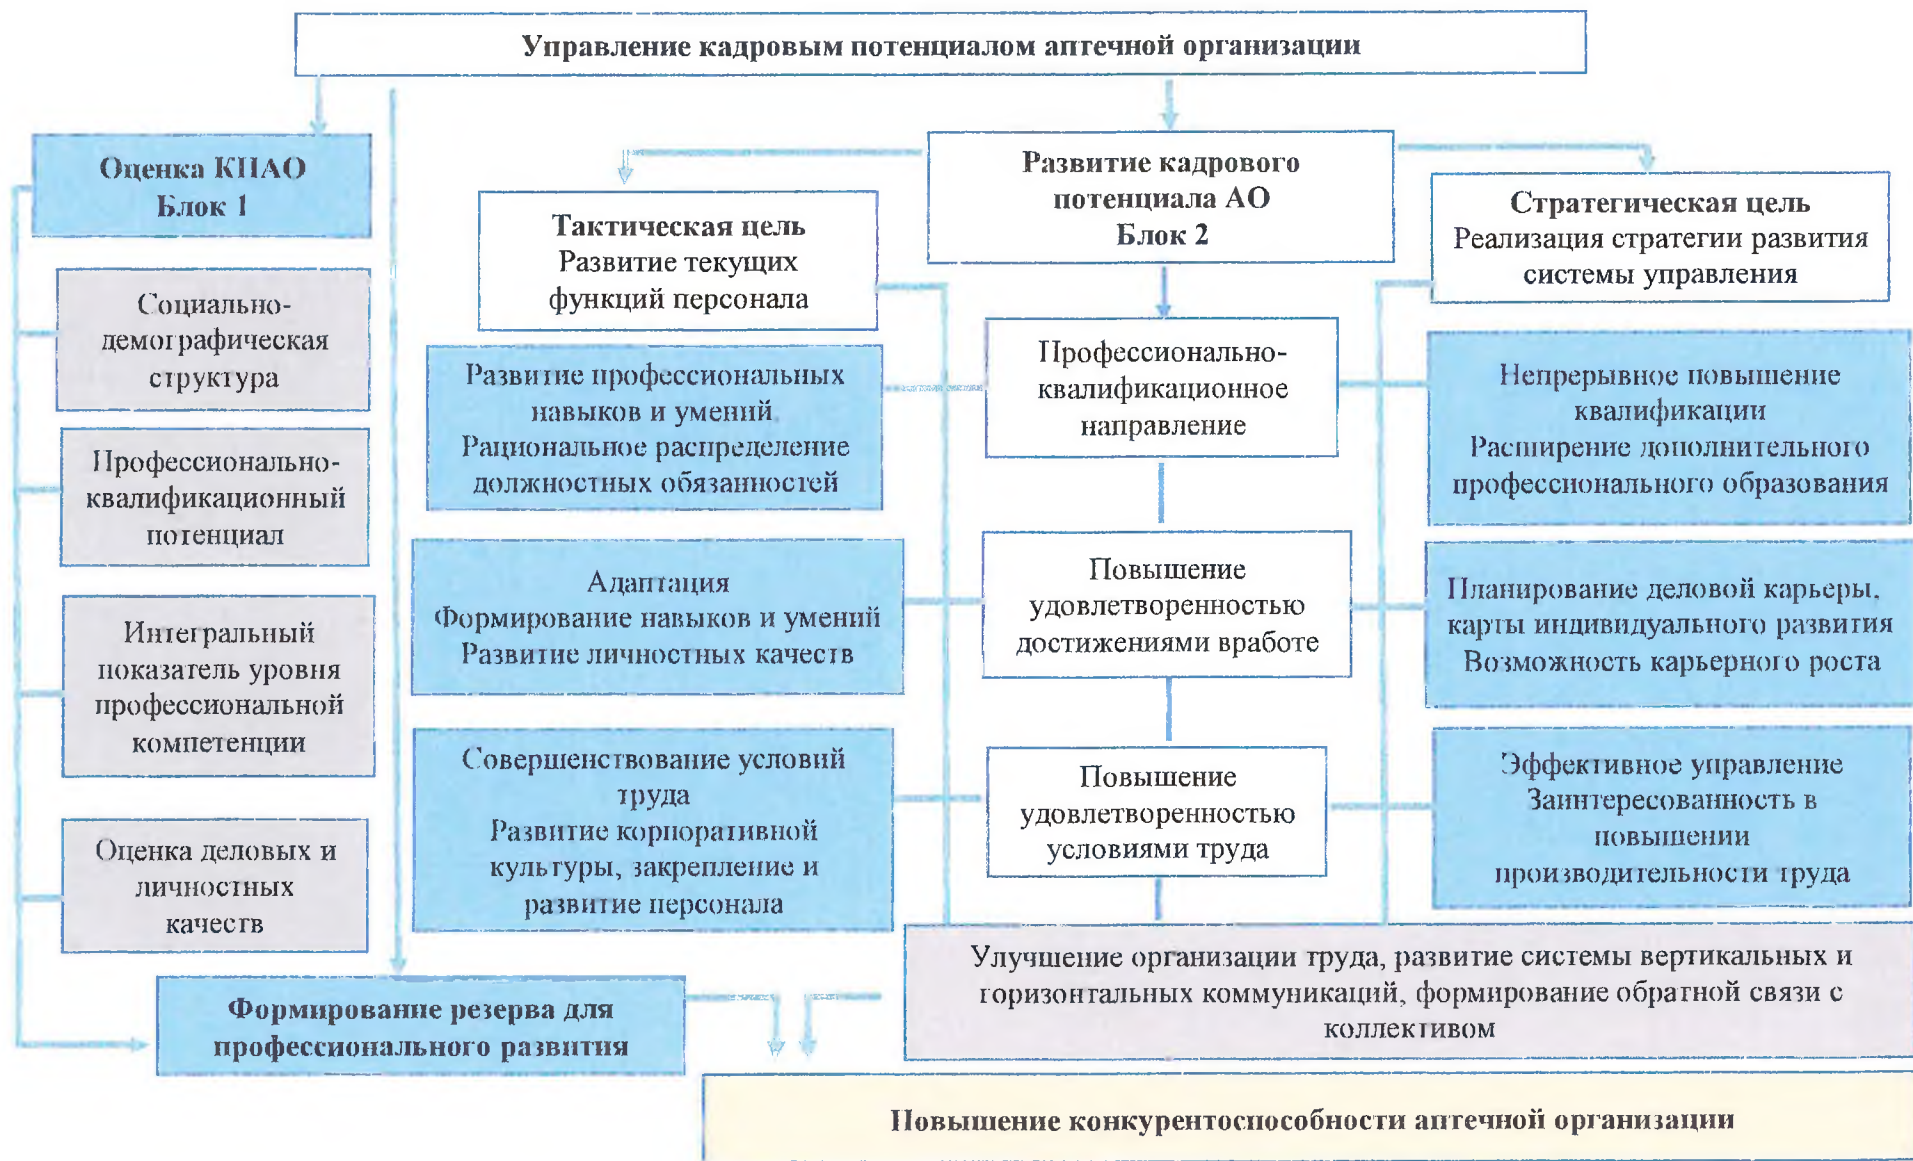 Управление кадровым потенциалом аптечной организации
Оценка КПАО
Блок 1
Социально-
демографическая
структура
Профессионально-
квалификационный
потенциал
Интегральный
показатель уровня
профессиональной
компетенции
Оценка деловых и
личностных
качеств
Формирование резерва для
профессионального развития
Развитие кадрового
потенциала АО
Блок 2
Тактическая цель
Развитие текущих
функций персонала
Стратегическая цель
Реализация стратегии развития
системы управления
Развитие профессиональных
навыков и умений
Рациональное распределение
должностных обязанностей
Профессионально-
квалификационное
направление
Непрерывное повышение
квалификации
Расширение дополнительного
профессионального образования
Адаптация
Формирование навыков и умений
Развитие личностных качеств
Повышение
удовлетворенностью
достижениями вработе
Планирование деловой карьеры,
карты индивидуального развития
Возможность карьерного роста
Совершенствование условий
труда
Развитие корпоративной
культуры, закрепление и
развитие персонала
Повышение
удовлетворенностью
условиями труда
Эффективное управление
Заинтересованность в
повышении
производительности труда
Улучшение организации труда, развитие системы вертикальных и
горизонтальных коммуникаций, формирование обратной связи с
коллективом
Повышение конкурентоспособности аптечной организации